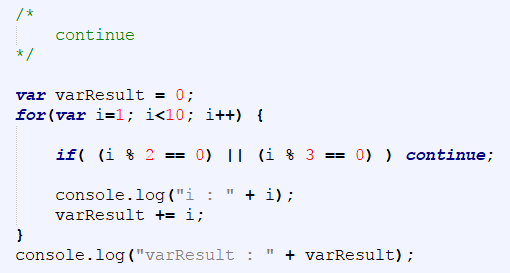 /*
    continue
*/
var varResult = 0;
for(var i=1; i<10; i++) {
    if( (i % 2 == 0) || (i % 3 == 0) ) continue;
    console.log("i : " + i);
    varResult += i;
}
console.log("varResult : " + varResult);